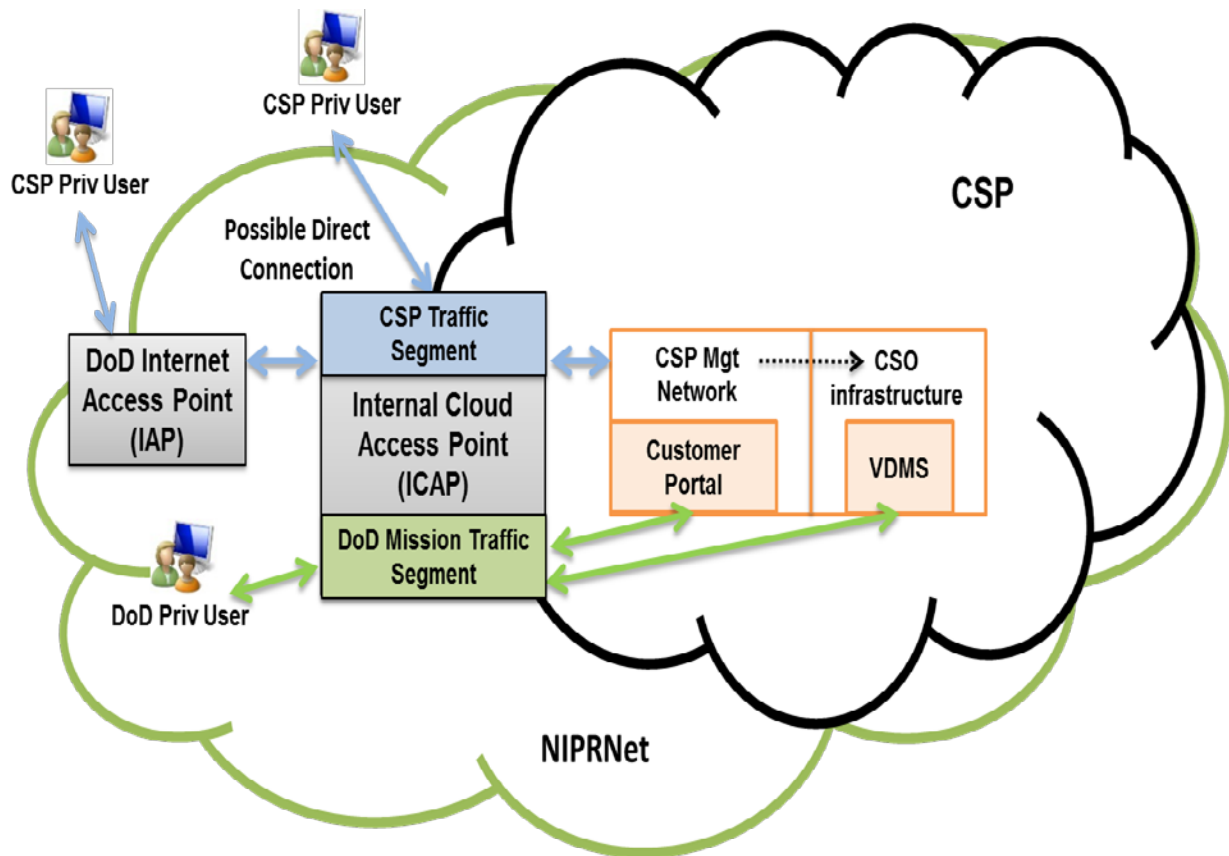 CSP Priv User
CSP Priv User
CSP
Possible Direct
Connection
CSP Traffic
Segment
DoD Internet
Access Point
(IAP)
Internal Cloud
Access Point
(ICAP)
CSP Mgt
Network
CSO
infrastructure
Customer
Portal
VDMS
DoD Mission Traffic
Segment
DoD Priv User
NIPRNet